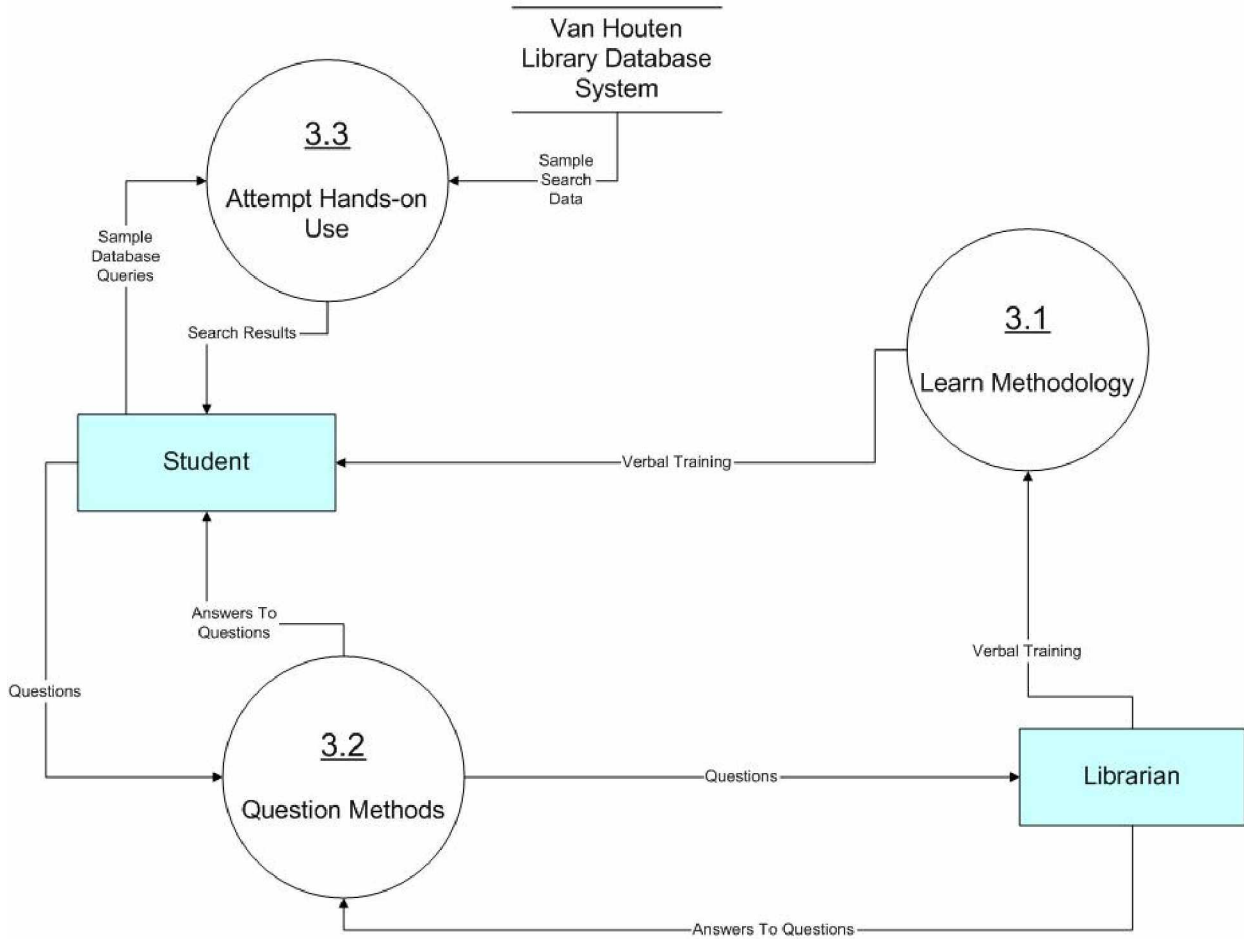 Van Houten
Library Database
System
3.3
Attempt Hands-on
Use
Sample
Search
Data
Sample
Database
Queries
Search Results
3.1
Learn Methodology
Student
Verbal Training
Answers To
Questions
Verbal Training
Questions
3.2
Question Methods
Questions
Librarian
Answers To Questions